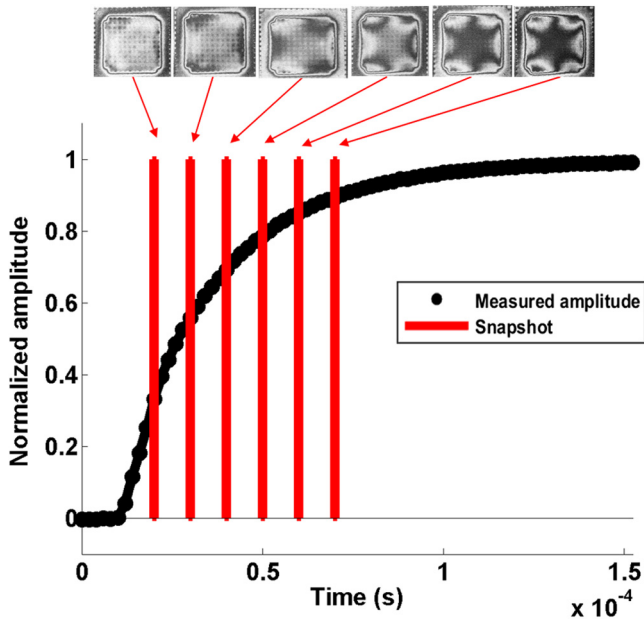 1
0.8
0.6
0.4
0.2
0
Normalized amplitude
Measured amplitude
Snapshot
0 0.5 1 1.5
Time (s)
x 10⁻⁴